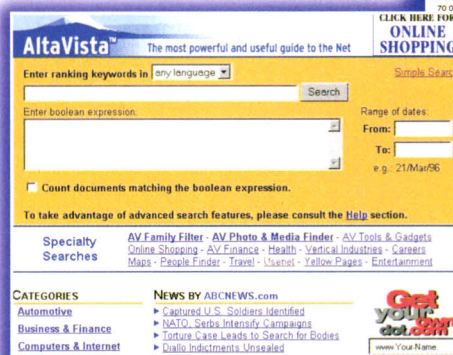 70 0
CLICK HERE FOR
ONLINE
SHOPPING
AltaVista™ The most powerful and useful guide to the Net
Enter ranking keywords in any language Simple Searc
Search
Enter boolean expression: Range of dates:
From:
To:
e.g.: 21/Mar/96
Count documents matching the boolean expression.
To take advantage of advanced search features, please consult the Help section.
Specialty Searches
AV Family Filter - AV Photo & Media Finder - AV Tools & Gadgets
Online Shopping - AV Finance - Health - Vertical Industries - Careers
Maps - People Finder - Travel - Usenet - Yellow Pages - Entertainment
CATEGORIES
Automotive
Business & Finance
Computers & Internet
NEWS BY ABCNEWS.com
Captured U.S. Soldiers Identified
NATO, Serbs Intensify Campaigns
Torture Case Leads to Search for Bodies
Diallo Indictments Unsealed
Get
your own
dot.com
www.Your-Name.